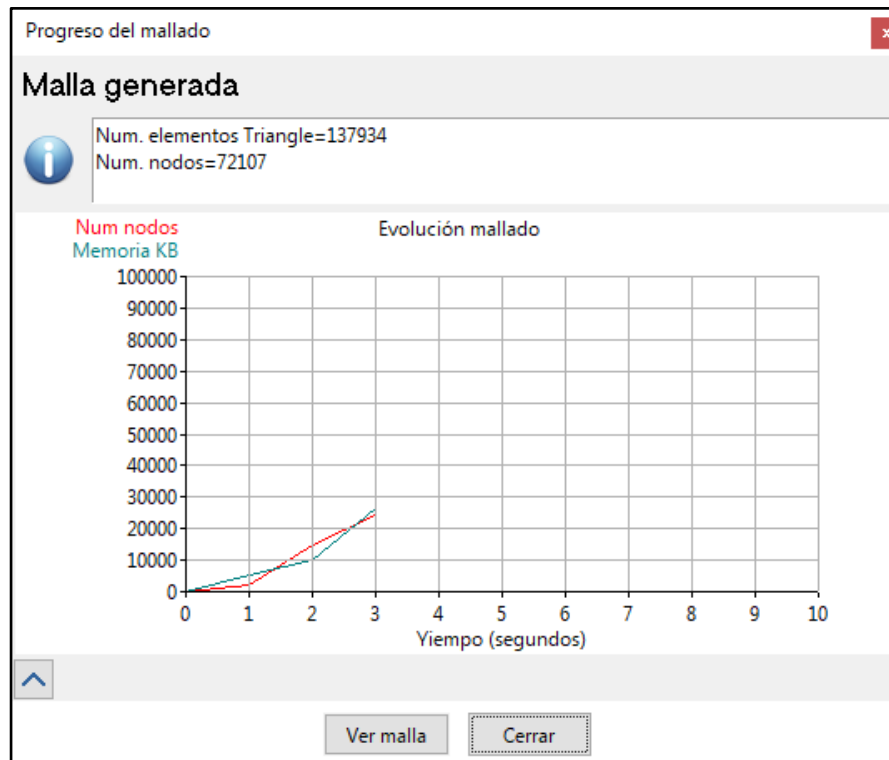 Progreso del mallado
x
Malla generada
i
Num. elementos Triangle=137934
Num. nodos=72107
Num nodos
Memoria KB
Evolución mallado
100000
90000
80000
70000
60000
50000
40000
30000
20000
10000
0
0 1 2 3 4 5 6 7 8 9 10
Yiempo (segundos)
Ver malla
Cerrar